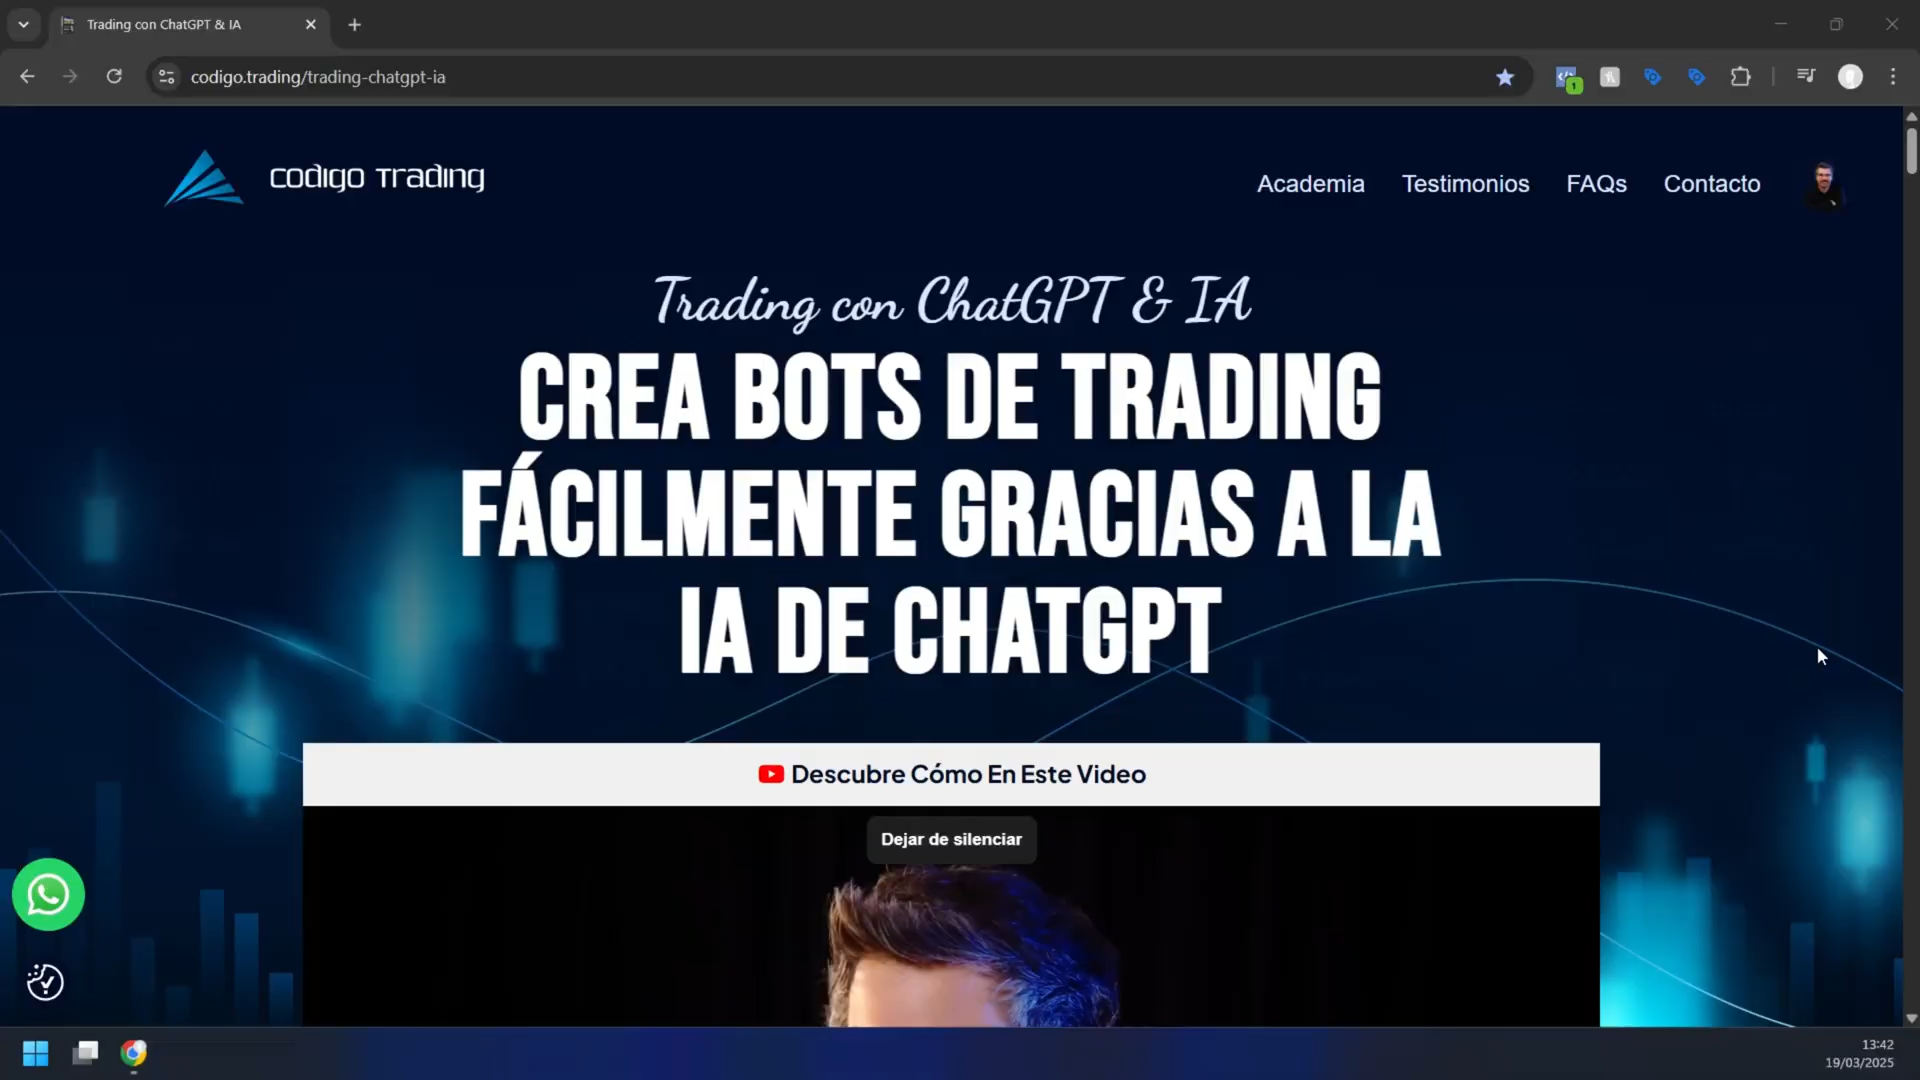 Trading con ChatGPT & IA
codigo.trading/trading-chatgpt-ia
1
codigo trading
Academia
Testimonios
FAQs
Contacto
Trading con ChatGPT & IA
CREA BOTS DE TRADING
FÁCILMENTE GRACIAS A LA
IA DE CHATGPT
Descubre Cómo En Este Video
Dejar de silenciar
13:42
19/03/2025